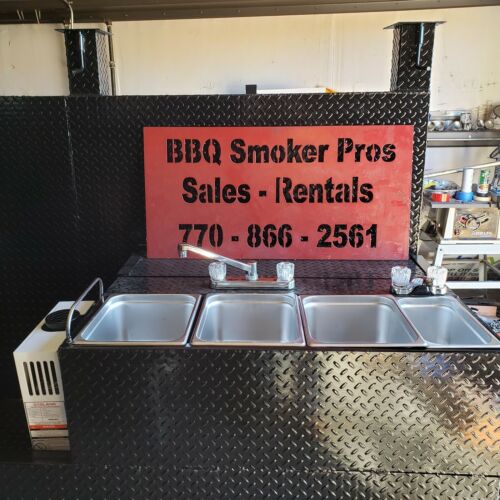 BBQ Smoker Pros
Sales - Rentals
770 - 866 - 2561